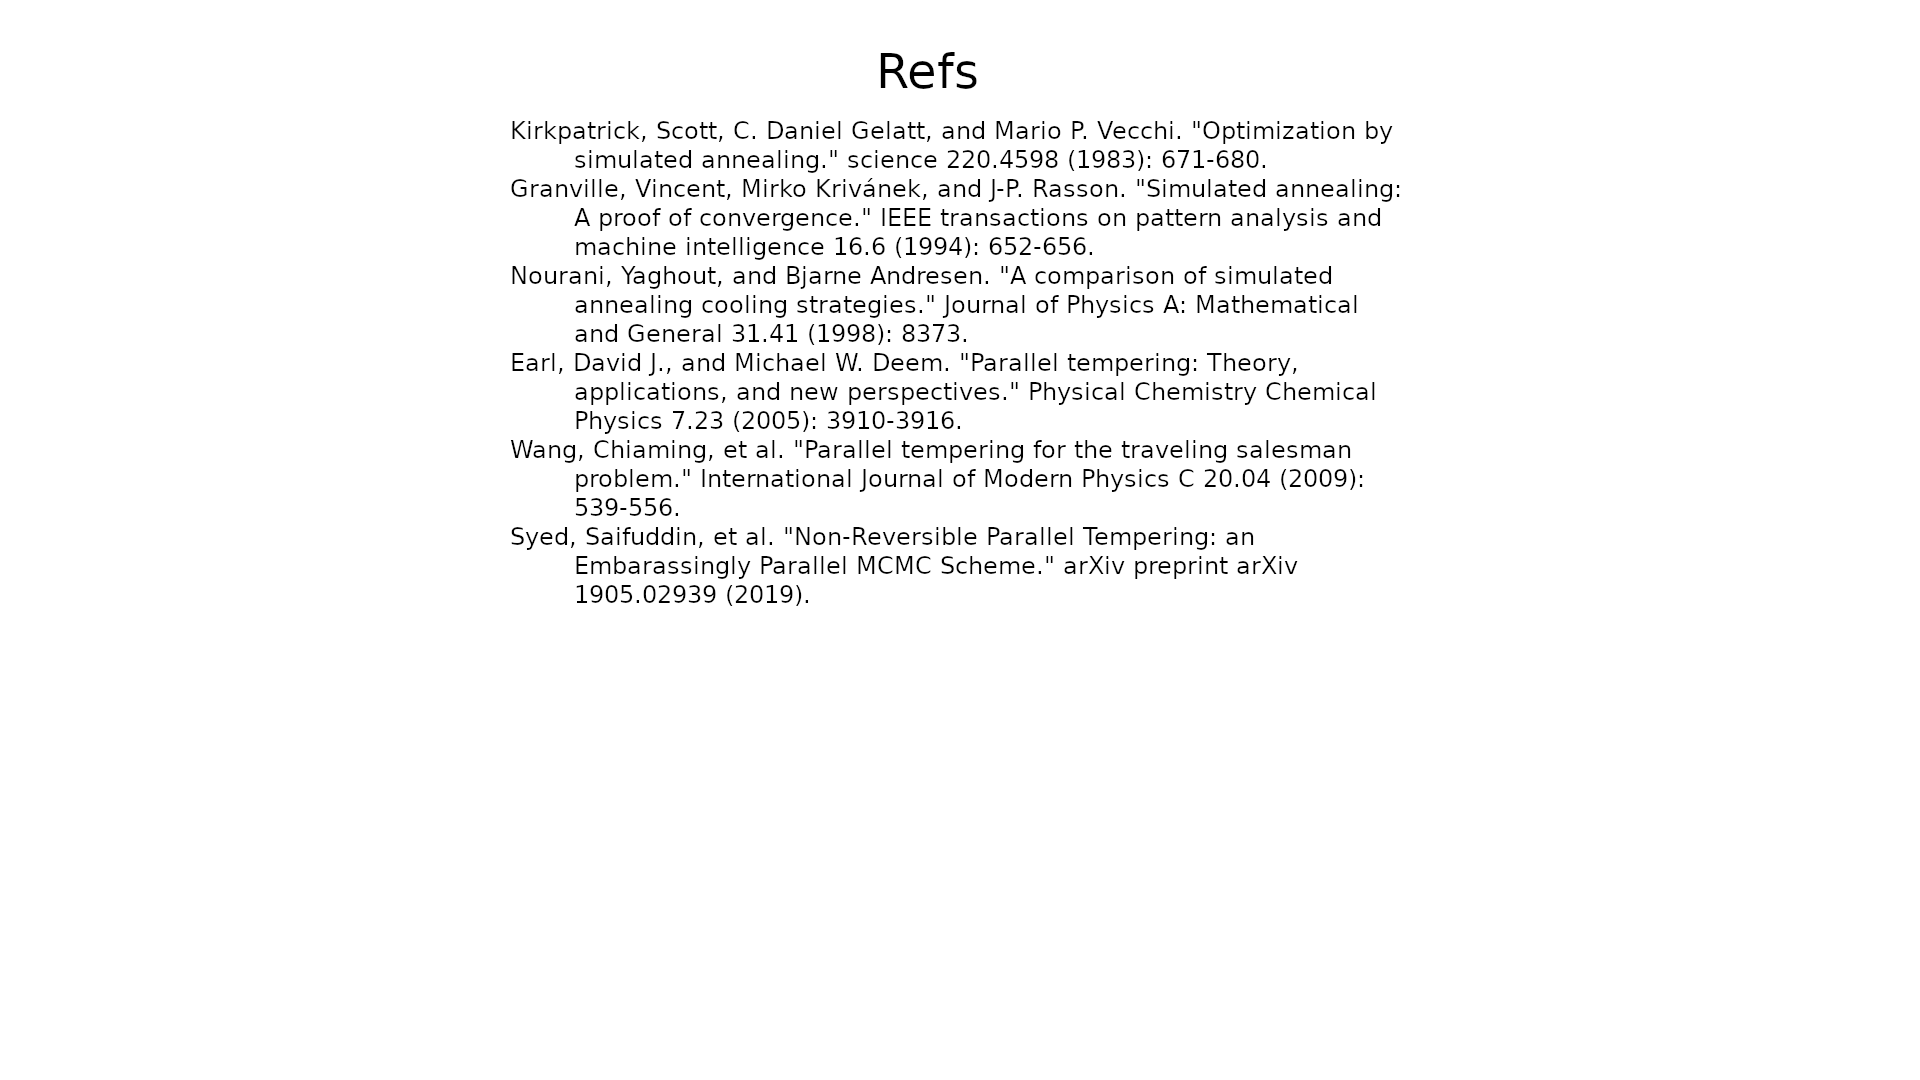 Refs
Kirkpatrick, Scott, C. Daniel Gelatt, and Mario P. Vecchi. "Optimization by
simulated annealing." science 220.4598 (1983): 671-680.
Granville, Vincent, Mirko Krivánek, and J-P. Rasson. "Simulated annealing:
A proof of convergence." IEEE transactions on pattern analysis and
machine intelligence 16.6 (1994): 652-656.
Nourani, Yaghout, and Bjarne Andresen. "A comparison of simulated
annealing cooling strategies." Journal of Physics A: Mathematical
and General 31.41 (1998): 8373.
Earl, David J., and Michael W. Deem. "Parallel tempering: Theory,
applications, and new perspectives." Physical Chemistry Chemical
Physics 7.23 (2005): 3910-3916.
Wang, Chiaming, et al. "Parallel tempering for the traveling salesman
problem." International Journal of Modern Physics C 20.04 (2009):
539-556.
Syed, Saifuddin, et al. "Non-Reversible Parallel Tempering: an
Embarassingly Parallel MCMC Scheme." arXiv preprint arXiv
1905.02939 (2019).